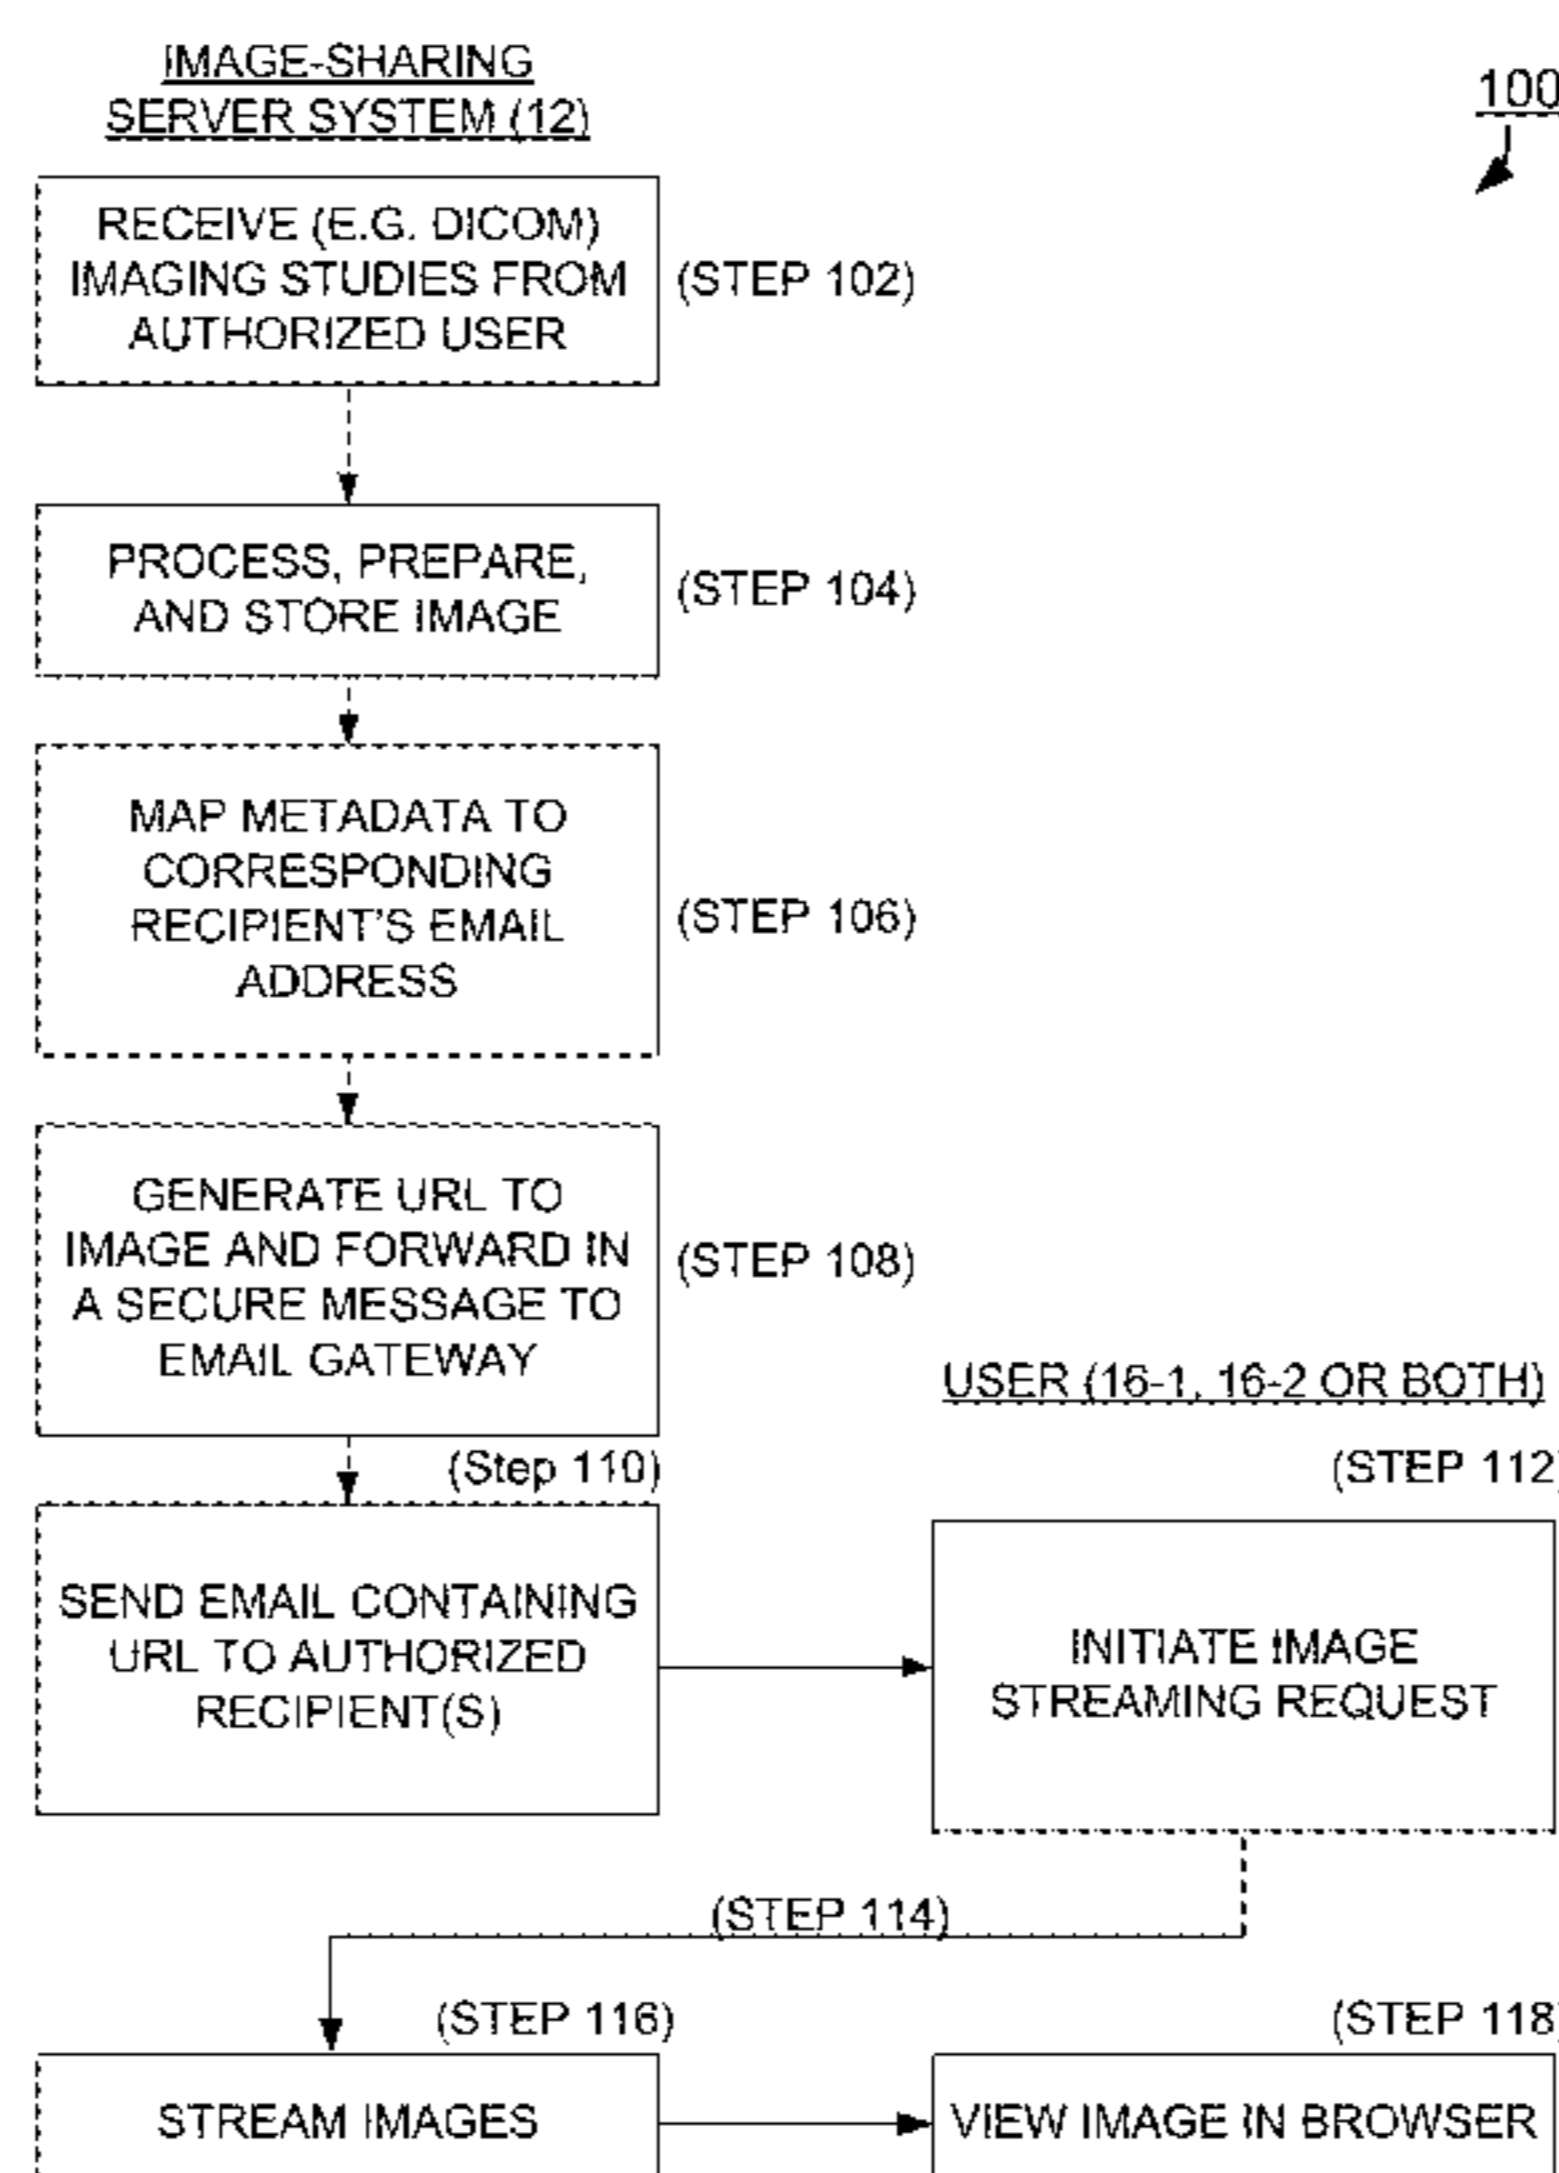 IMAGE-SHARING
SERVER SYSTEM (12)
100
RECEIVE (E.G. DICOM)
IMAGING STUDIES FROM
AUTHORIZED USER
(STEP 102)
PROCESS, PREPARE,
AND STORE IMAGE
(STEP 104)
MAP METADATA TO
CORRESPONDING
RECIPIENT'S EMAIL
ADDRESS
(STEP 106)
GENERATE URL TO
IMAGE AND FORWARD IN
A SECURE MESSAGE TO
EMAIL GATEWAY
(STEP 108)
USER (16-1, 16-2 OR BOTH)
(Step 110)
(STEP 112)
SEND EMAIL CONTAINING
URL TO AUTHORIZED
RECIPIENT(S)
INITIATE IMAGE
STREAMING REQUEST
(STEP 114)
(STEP 116)
(STEP 118)
STREAM IMAGES
VIEW IMAGE IN BROWSER